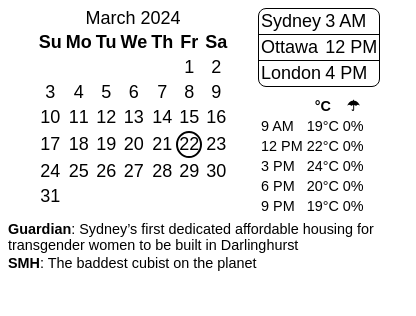 March 2024
Su Mo Tu We Th Fr Sa
1 2
3 4 5 6 7 8 9
10 11 12 13 14 15 16
17 18 19 20 21 22 23
24 25 26 27 28 29 30
31
Sydney 3 AM
Ottawa 12 PM
London 4 PM
°C ☂
9 AM 19°C 0%
12 PM 22°C 0%
3 PM 24°C 0%
6 PM 20°C 0%
9 PM 19°C 0%
Guardian: Sydney’s first dedicated affordable housing for
transgender women to be built in Darlinghurst
SMH: The baddest cubist on the planet